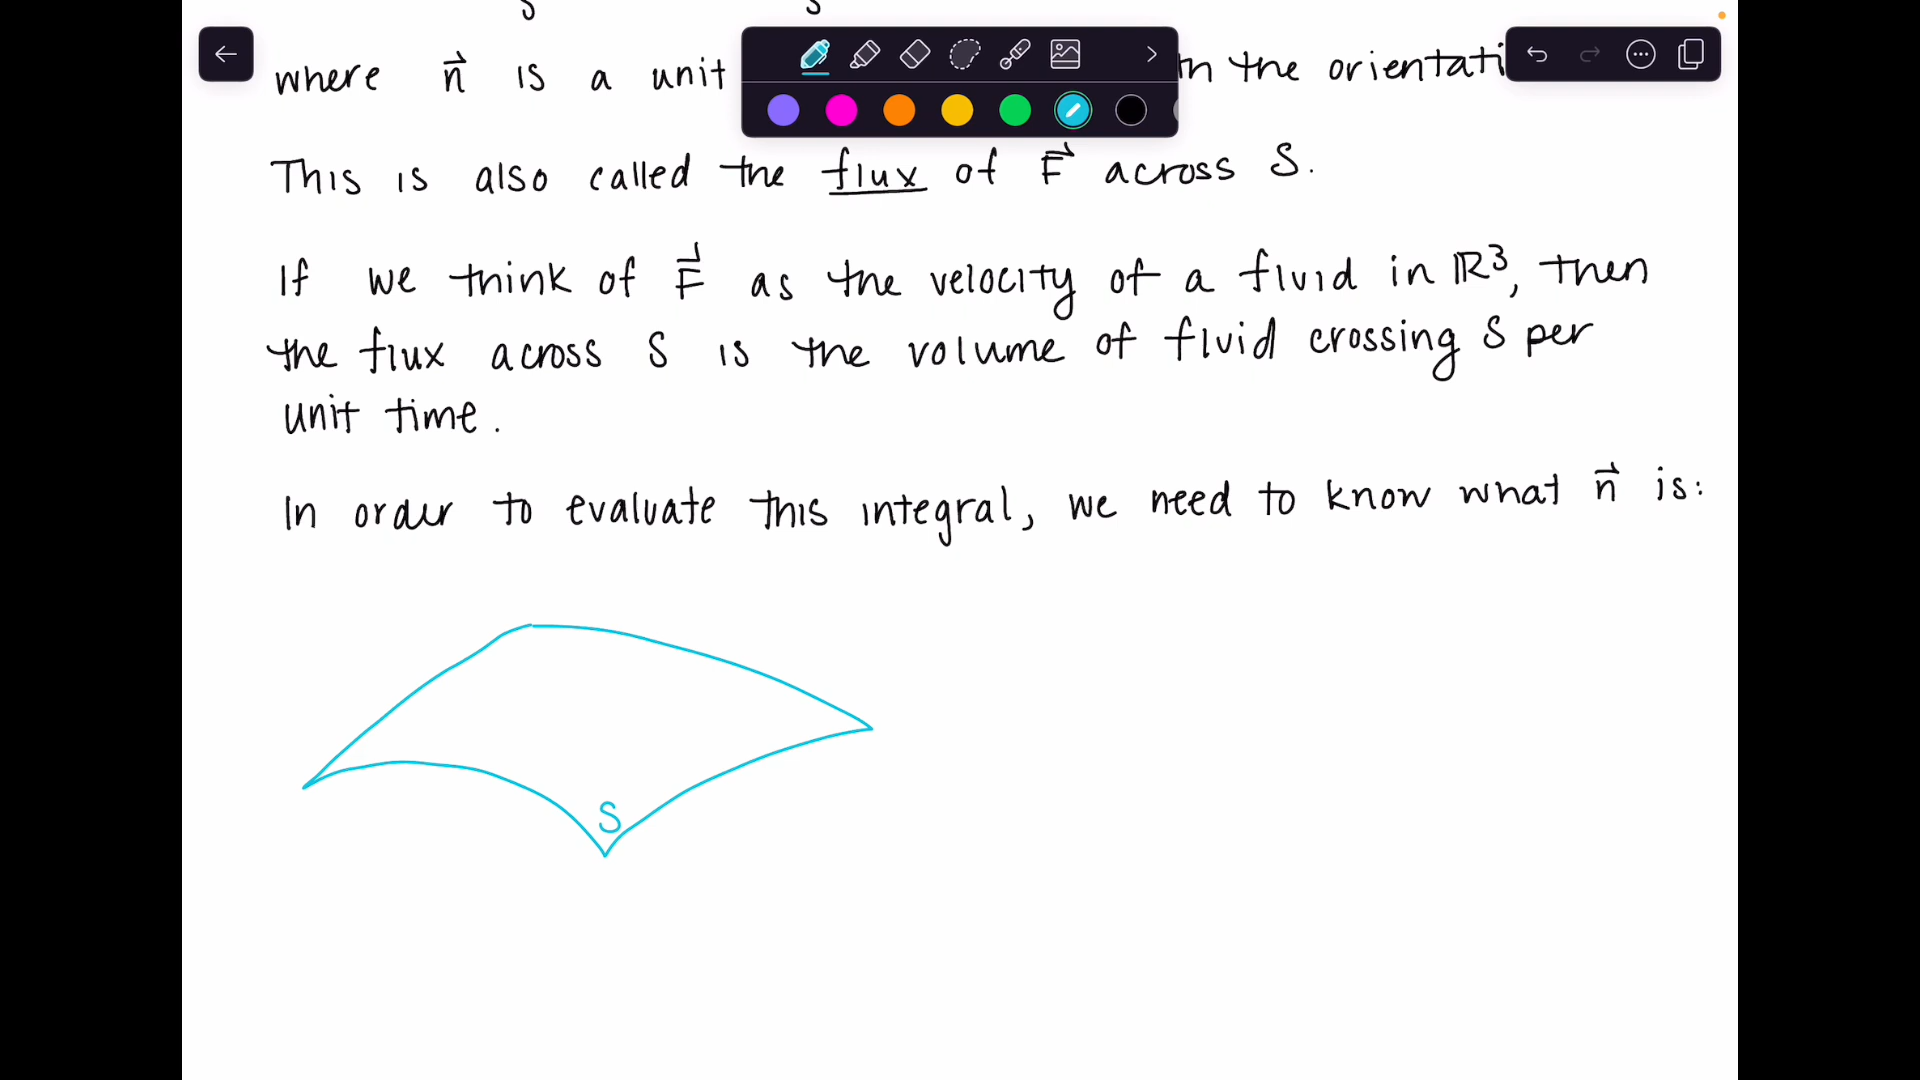 S S
where n⃗ is a unit n the orientati
This is also called the flux of F⃗ across S.
If we think of F⃗ as the velocity of a fluid in ℝ³, then
the flux across S is the volume of fluid crossing S per
unit time.
In order to evaluate this integral, we need to know what n⃗ is:
S